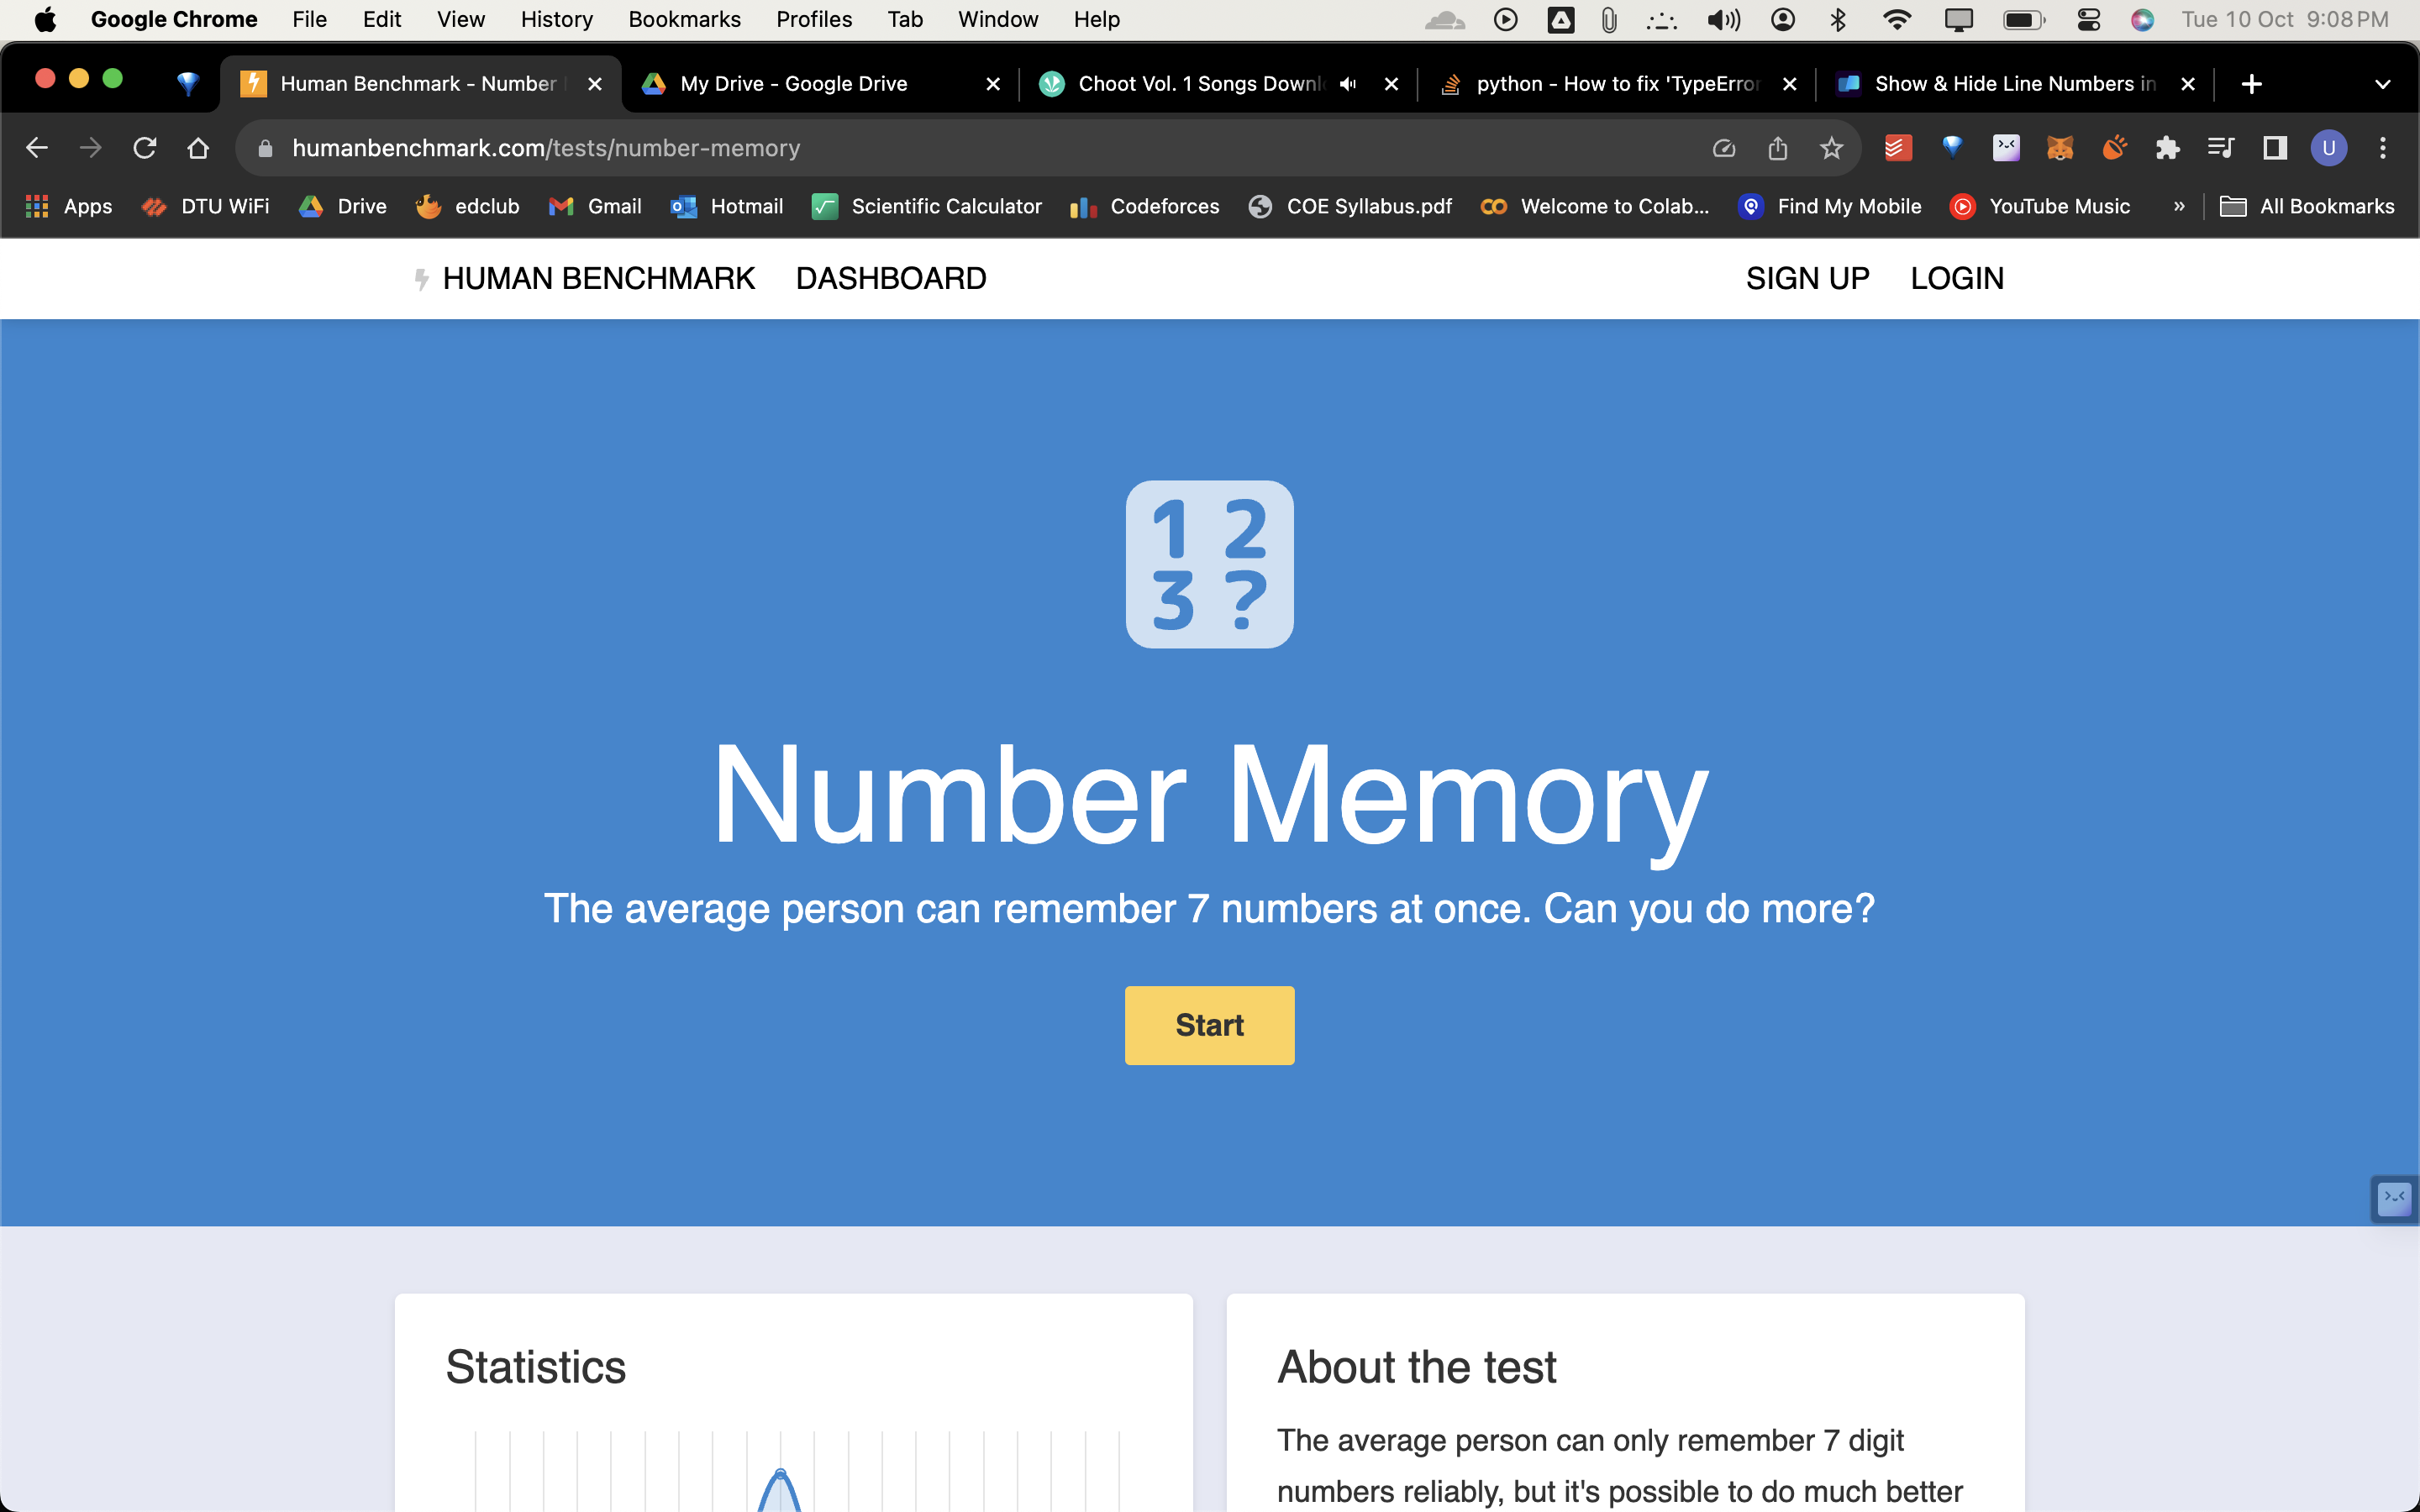 Google Chrome File Edit View History Bookmarks Profiles Tab Window Help Tue 10 Oct 9:08 PM
Human Benchmark - Number My Drive - Google Drive Choot Vol. 1 Songs Downl python - How to fix 'TypeError Show & Hide Line Numbers in
humanbenchmark.com/tests/number-memory U
Apps DTU WiFi Drive edclub Gmail Hotmail Scientific Calculator Codeforces COE Syllabus.pdf Welcome to Colab... Find My Mobile YouTube Music » All Bookmarks
HUMAN BENCHMARK DASHBOARD SIGN UP LOGIN
1 2
3 ?
Number Memory
The average person can remember 7 numbers at once. Can you do more?
Start
Statistics
About the test
The average person can only remember 7 digit
numbers reliably, but it's possible to do much better